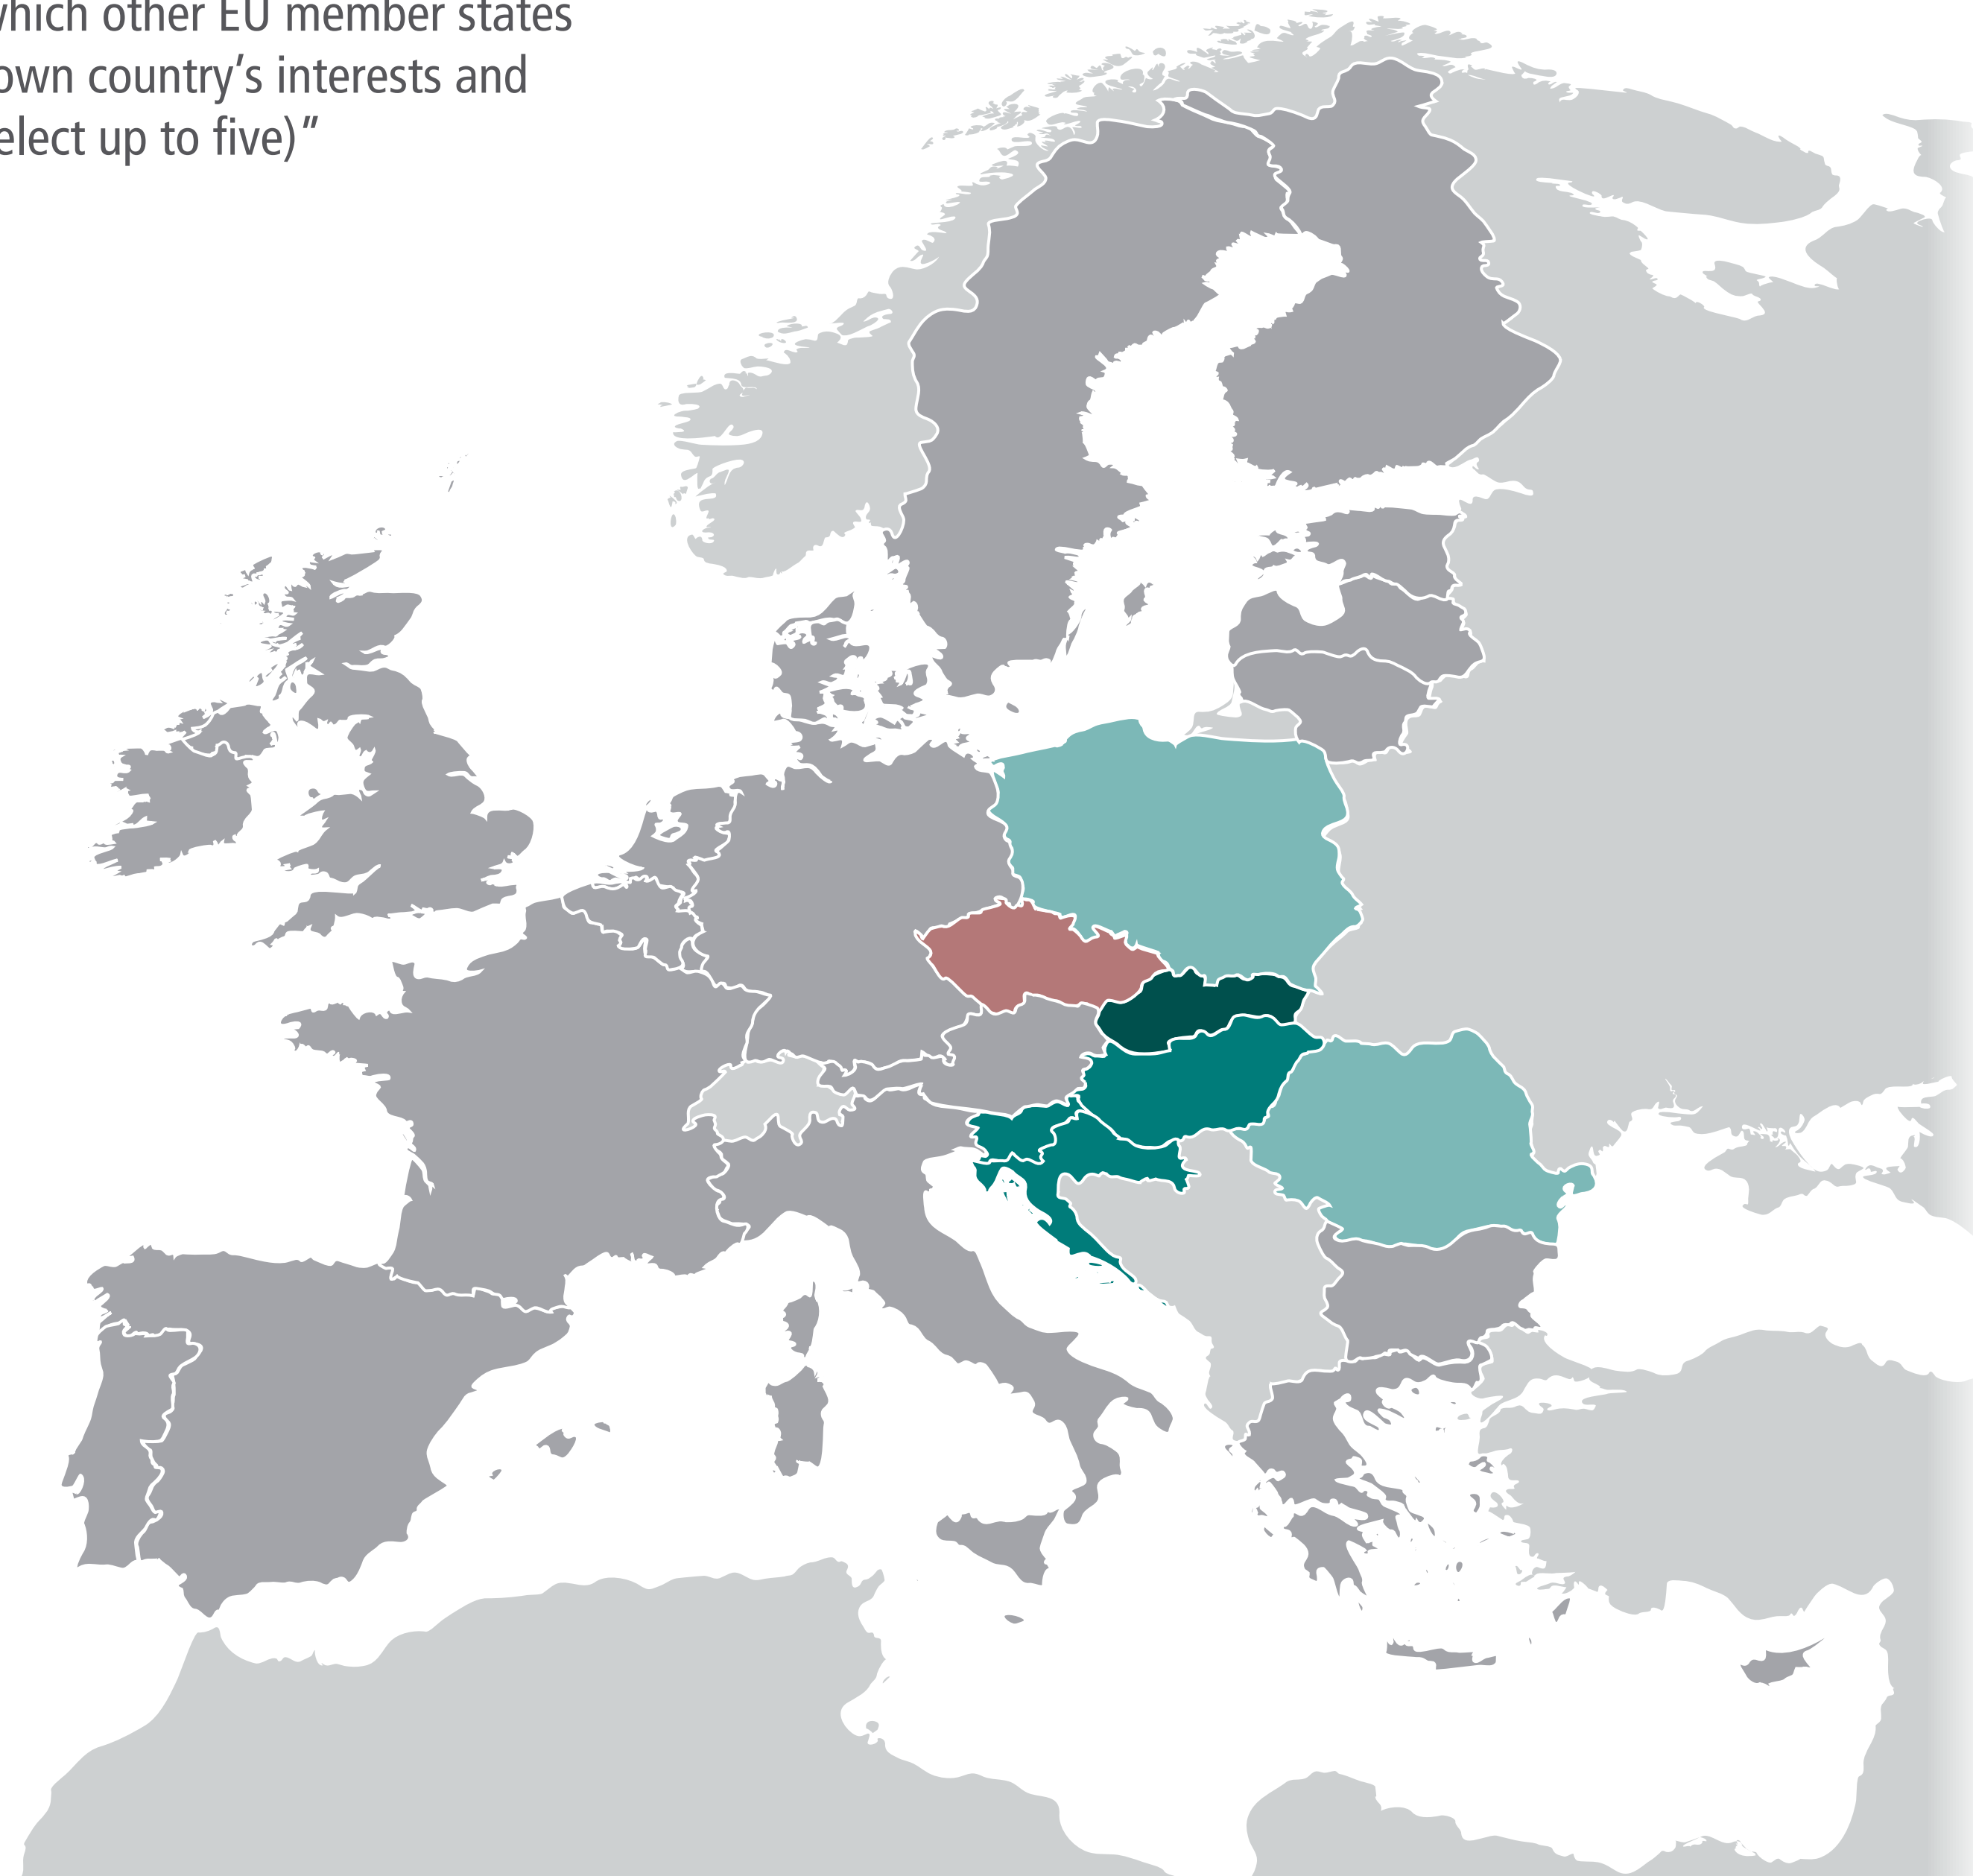 which other EU member states
own country's interests and
elect up to five)"